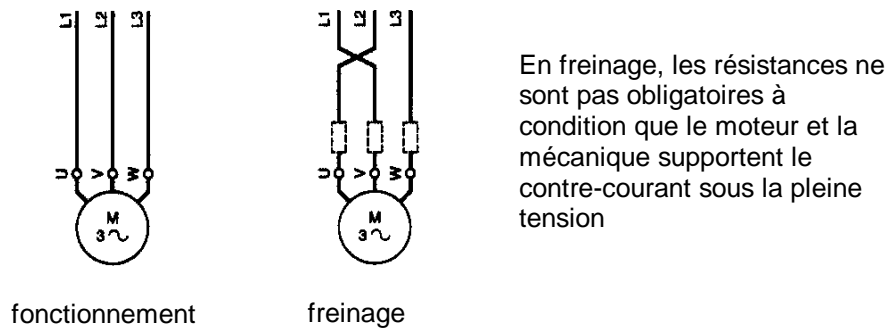 L1 L2 L3
L1 L2 L3
En freinage, les résistances ne
sont pas obligatoires à
condition que le moteur et la
mécanique supportent le
contre-courant sous la pleine
tension
U V W
U V W
M
3
M
3
fonctionnement
freinage